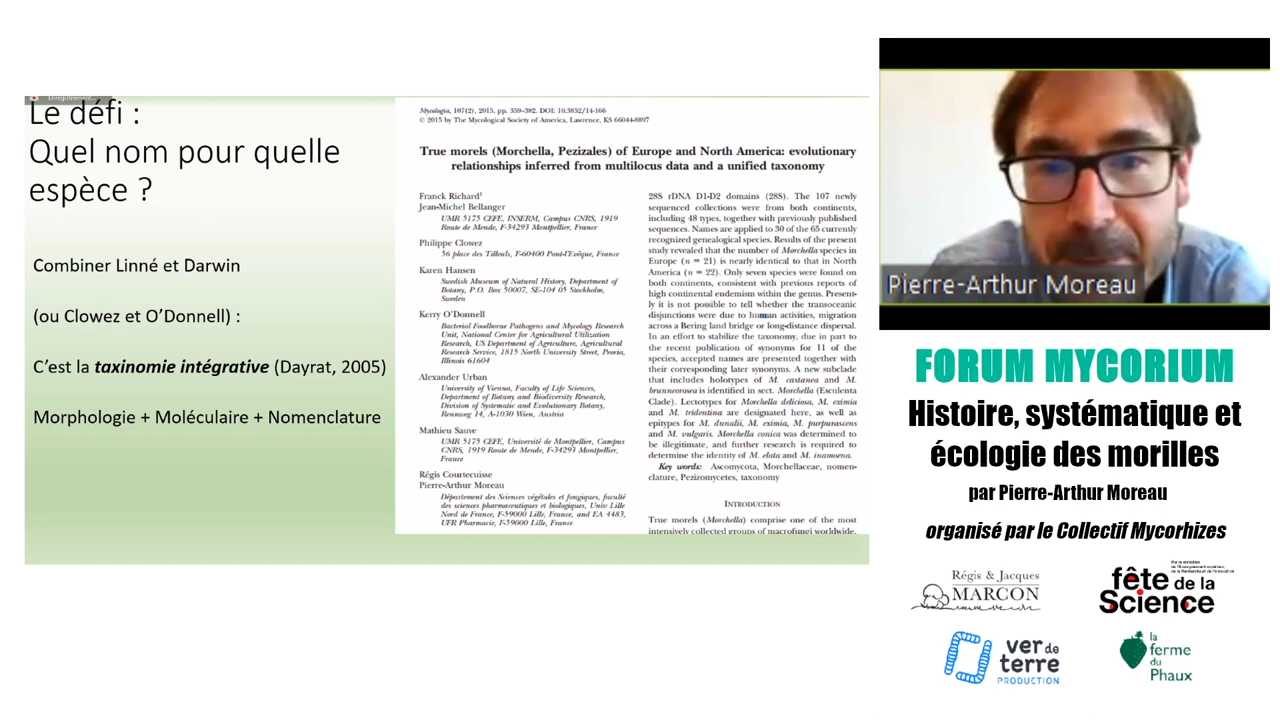 Enregistrement...
Le défi :
Quel nom pour quelle
espèce ?
Combiner Linné et Darwin
(ou Clowez et O'Donnell) :
C'est la taxinomie intégrative (Dayrat, 2005)
Morphologie + Moléculaire + Nomenclature
Mycologia, 107(2), 2015, pp. 359–382. DOI: 10.3852/14-166
© 2015 by The Mycological Society of America, Lawrence, KS 66044-8897
True morels (Morchella, Pezizales) of Europe and North America: evolutionary
relationships inferred from multilocus data and a unified taxonomy
Franck Richard¹
Jean-Michel Bellanger
UMR 5175 CEFE, INSERM, Campus CNRS, 1919
Route de Mende, F-34293 Montpellier, France
Philippe Clowez
56 place des Tilleuls, F-60400 Pont-l'Evêque, France
Karen Hansen
Swedish Museum of Natural History, Department of
Botany, P.O. Box 50007, SE-104 05 Stockholm,
Sweden
Kerry O'Donnell
Bacterial Foodborne Pathogens and Mycology Research
Unit, National Center for Agricultural Utilization
Research, US Department of Agriculture, Agricultural
Research Service, 1815 North University Street, Peoria,
Illinois 61604
Alexander Urban
University of Vienna, Faculty of Life Sciences,
Department of Botany and Biodiversity Research,
Division of Systematic and Evolutionary Botany,
Rennweg 14, A-1030 Wien, Austria
Mathieu Sauve
UMR 5175 CEFE, Université de Montpellier, Campus
CNRS, 1919 Route de Mende, F-34293 Montpellier,
France
Régis Courtecuisse
Pierre-Arthur Moreau
Département des Sciences végétales et fongiques, faculté
des sciences pharmaceutiques et biologiques, Univ Lille
Nord de France, F-59000 Lille, France, and EA 4483,
UFR Pharmacie, F-59000 Lille, France
28S rDNA D1-D2 domains (28S). The 107 newly
sequenced collections were from both continents,
including 48 types, together with previously published
sequences. Names are applied to 30 of the 65 currently
recognized genealogical species. Results of the present
study revealed that the number of Morchella species in
Europe (n = 21) is nearly identical to that in North
America (n = 22). Only seven species were found on
both continents, consistent with previous reports of
high continental endemism within the genus. Present-
ly it is not possible to tell whether the transoceanic
disjunctions were due to human activities, migration
across a Bering land bridge or long-distance dispersal.
In an effort to stabilize the taxonomy, due in part to
the recent publication of synonyms for 11 of the
species, accepted names are presented together with
their corresponding later synonyms. A new subclade
that includes holotypes of M. castanea and M.
brunneorosea is identified in sect. Morchella (Esculenta
Clade). Lectotypes for Morchella deliciosa, M. eximia
and M. tridentina are designated here, as well as
epitypes for M. dunalii, M. eximia, M. purpurascens
and M. vulgaris. Morchella conica was determined to
be illegitimate, and further research is required to
determine the identity of M. elata and M. inamoena.
Key words: Ascomycota, Morchellaceae, nomen-
clature, Pezizomycetes, taxonomy
INTRODUCTION
True morels (Morchella) comprise one of the most
intensively collected groups of macrofungi worldwide,
Pierre-Arthur Moreau
FORUM MYCORIUM
Histoire, systématique et
écologie des morilles
par Pierre-Arthur Moreau
organisé par le Collectif Mycorhizes
Régis & Jacques
MARCON
fête de la
Science
ver de
terre
PRODUCTION
la
ferme
du
Phaux